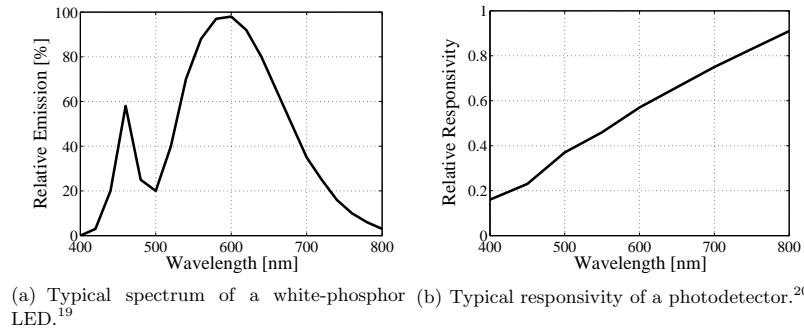 Relative Emission [%]
100
80
60
40
20
0
400 500 600 700 800
Wavelength [nm]
(a) Typical spectrum of a white-phosphor
LED.19
Relative Responsivity
1
0.8
0.6
0.4
0.2
0
400 500 600 700 800
Wavelength [nm]
(b) Typical responsivity of a photodetector.20